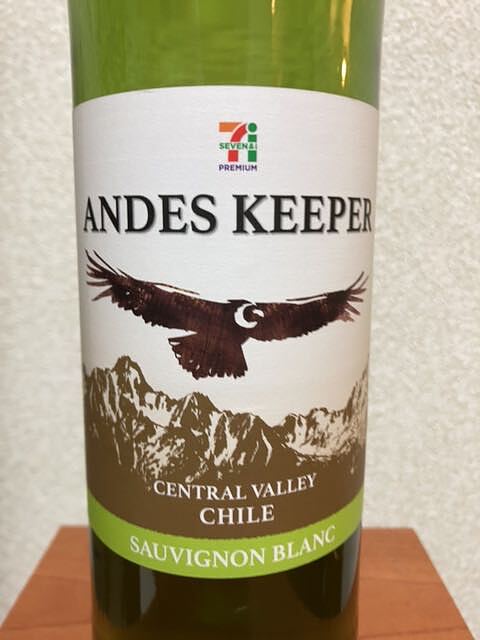 7i
SEVEN&i
PREMIUM
ANDES KEEPER
CENTRAL VALLEY
CHILE
SAUVIGNON BLANC